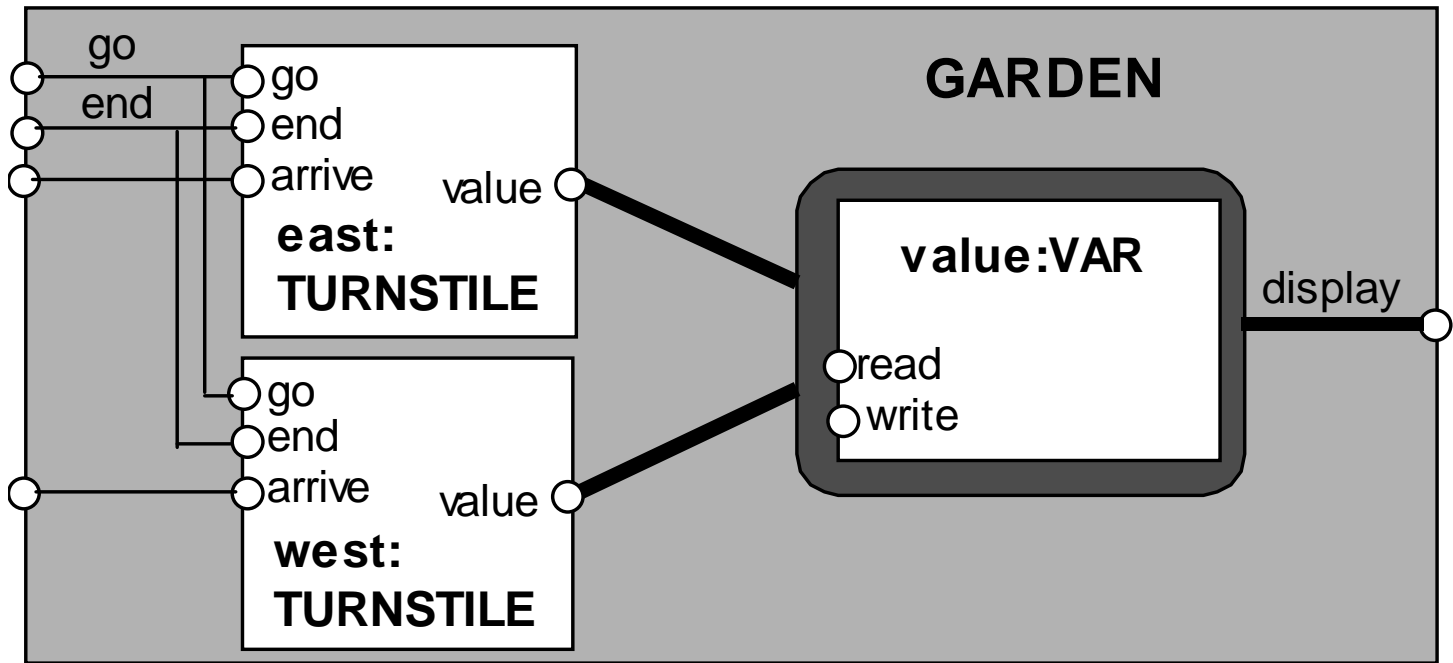 go
end
GARDEN
go
end
arrive
value
east:
TURNSTILE
go
end
arrive
value
west:
TURNSTILE
value:VAR
read
write
display